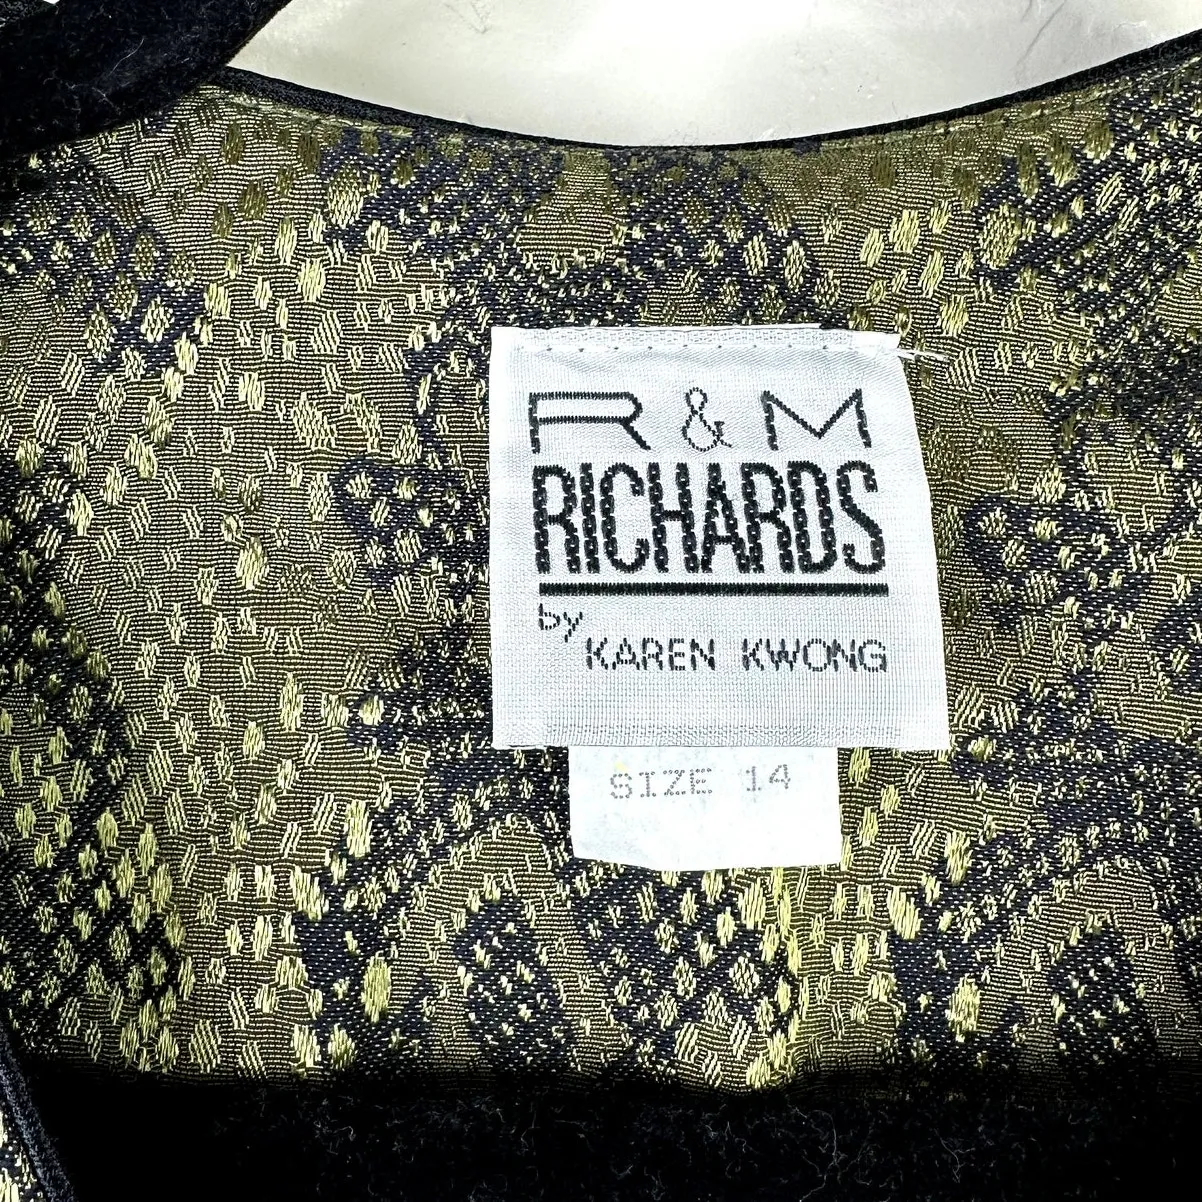 R & M
RICHARDS
by
KAREN KWONG
SIZE 14